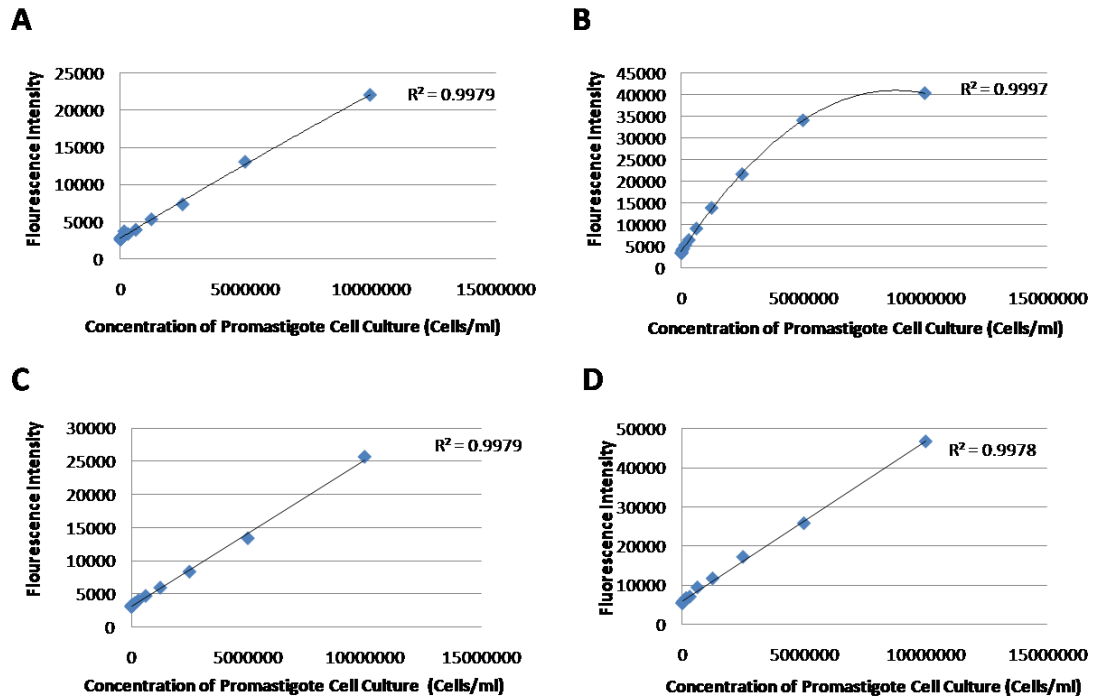 A
Flourescence Intensity
25000
20000
15000
10000
5000
0
R² = 0.9979
0 5000000 10000000 15000000
Concentration of Promastigote Cell Culture (Cells/ml)
B
Flourescence Intensity
45000
40000
35000
30000
25000
20000
15000
10000
5000
0
R² = 0.9997
0 5000000 10000000 15000000
Concentration of Promastigote Cell Culture (Cells/ml)
C
Flourescence Intensity
30000
25000
20000
15000
10000
5000
0
R² = 0.9979
0 5000000 10000000 15000000
Concentration of Promastigote Cell Culture (Cells/ml)
D
Fluorescence Intensity
50000
40000
30000
20000
10000
0
R² = 0.9978
0 5000000 10000000 15000000
Concentration of Promastigote Cell Culture (Cells/ml)